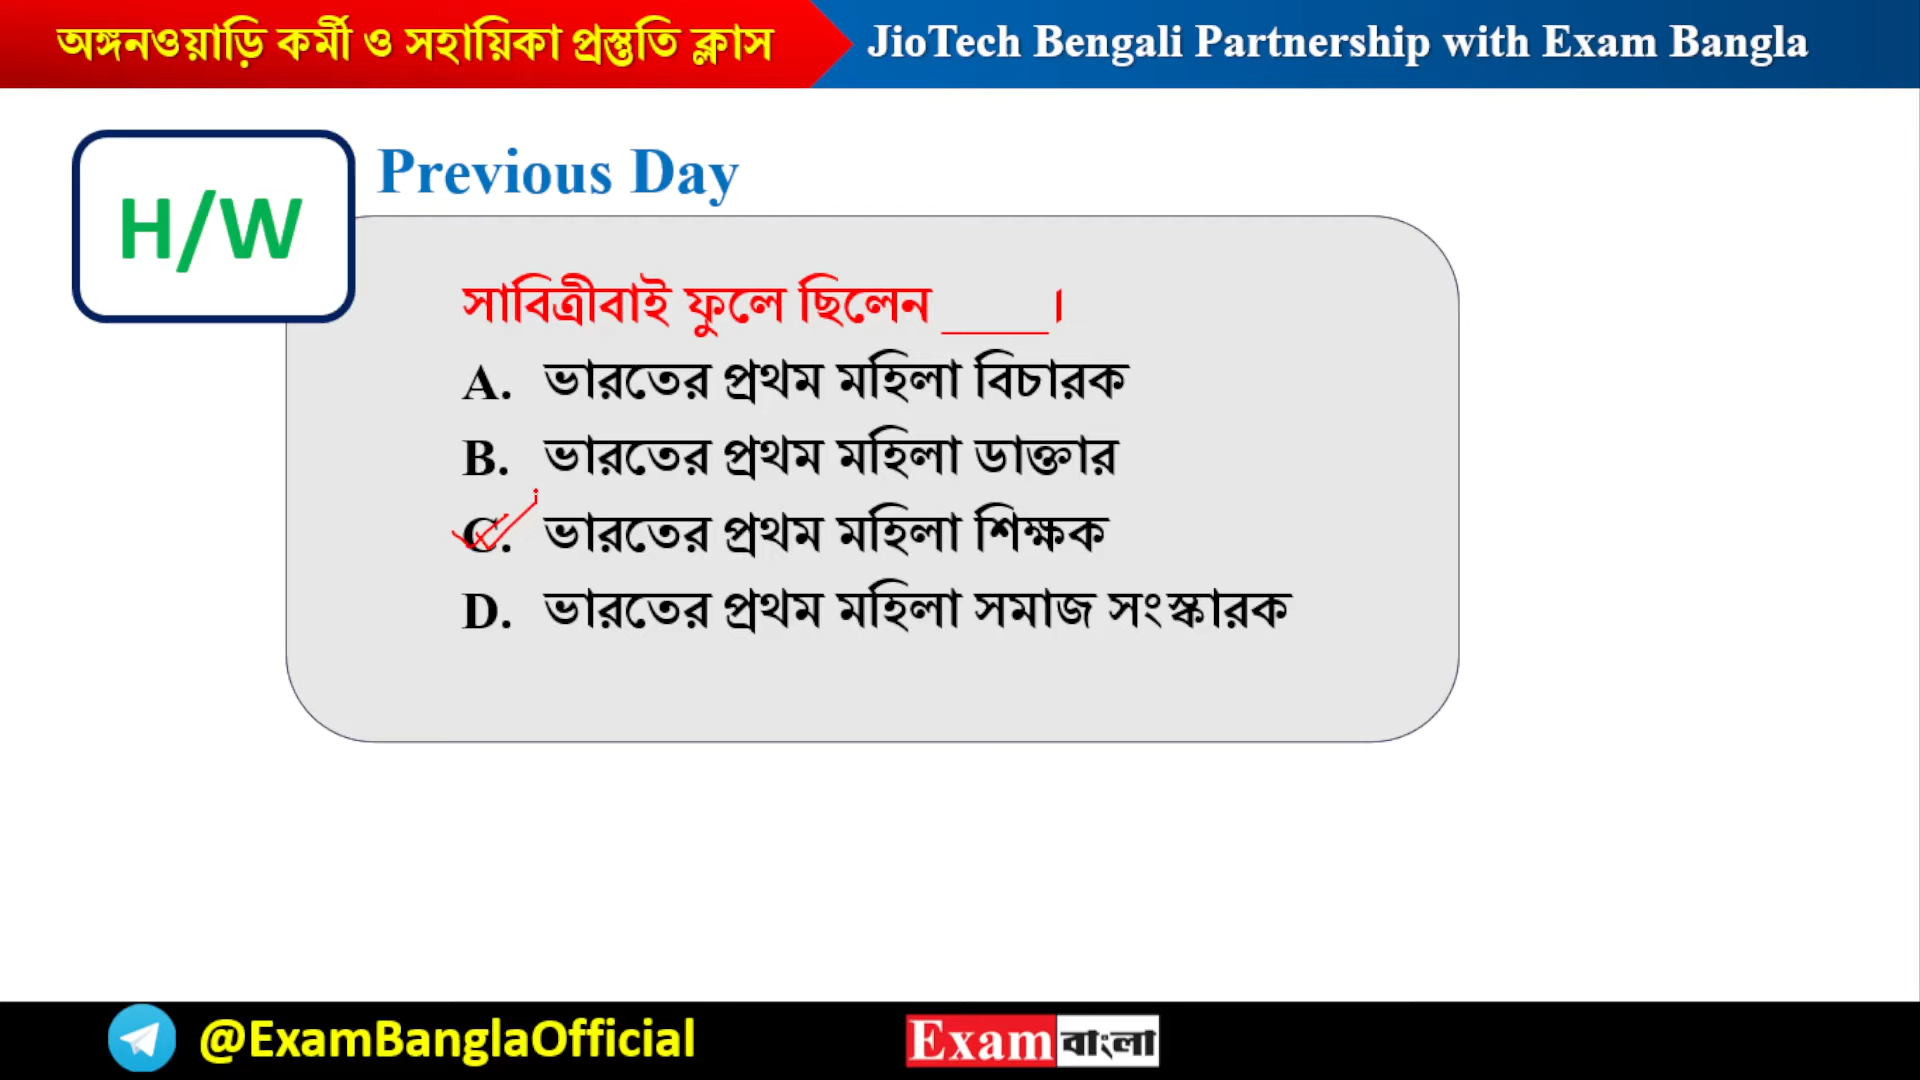 অঙ্গনওয়াড়ি কর্মী ও সহায়িকা প্রস্তুতি ক্লাস
JioTech Bengali Partnership with Exam Bangla
H/W
Previous Day
সাবিত্রীবাই ফুলে ছিলেন ____।
A. ভারতের প্রথম মহিলা বিচারক
B. ভারতের প্রথম মহিলা ডাক্তার
C. ভারতের প্রথম মহিলা শিক্ষক
D. ভারতের প্রথম মহিলা সমাজ সংস্কারক
@ExamBanglaOfficial
Exam বাংলা